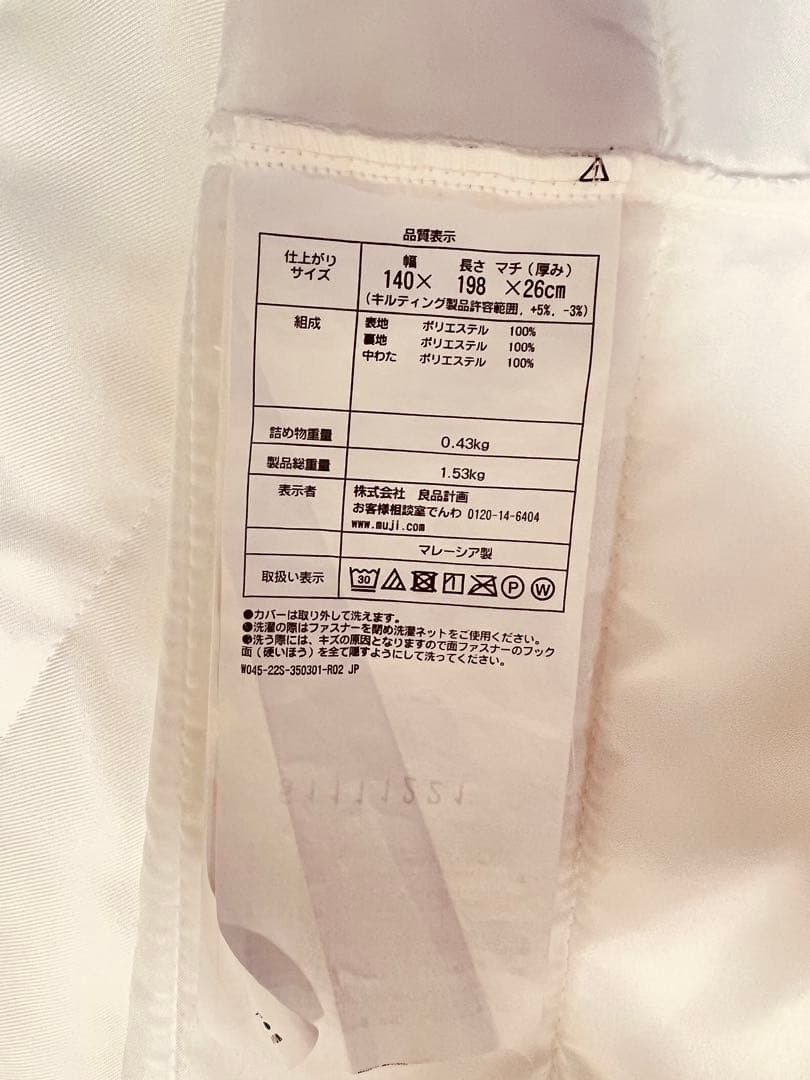 品質表示
仕上がり
サイズ
幅 長さ マチ（厚み）
140× 198 ×26cm
（キルティング製品許容範囲, +5%, -3%）
組成
表地 ポリエステル 100%
裏地 ポリエステル 100%
中わた ポリエステル 100%
詰め物重量 0.43kg
製品総重量 1.53kg
表示者
株式会社 良品計画
お客様相談室でんわ 0120-14-6404
www.muji.com
マレーシア製
取扱い表示 30 P W
●カバーは取り外して洗えます。
●洗濯の際はファスナーを閉め洗濯ネットをご使用ください。
●洗う際には、キズの原因となりますので面ファスナーのフック
面（硬いほう）を全て隠すようにして洗ってください。
W045-22S-350301-R02 JP